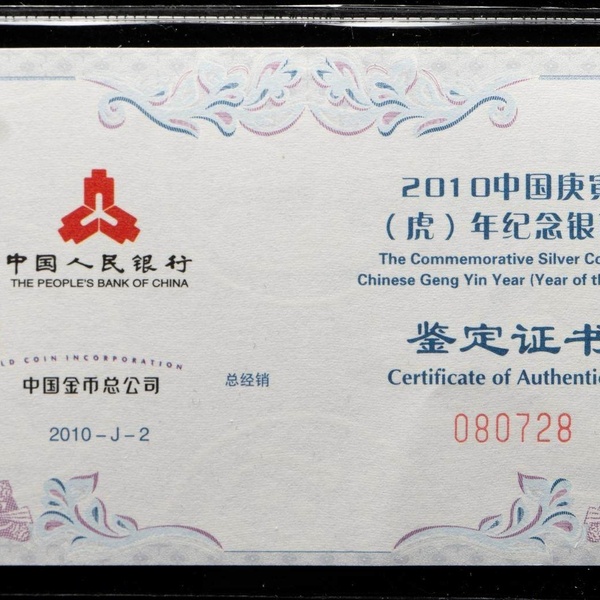 中国人民银行
THE PEOPLE'S BANK OF CHINA
LD COIN INCORPORATION
中国金币总公司
总经销
2010-J-2
2010中国庚寅
（虎）年纪念银
The Commemorative Silver Co
Chinese Geng Yin Year (Year of th
鉴定证书
Certificate of Authentic
080728